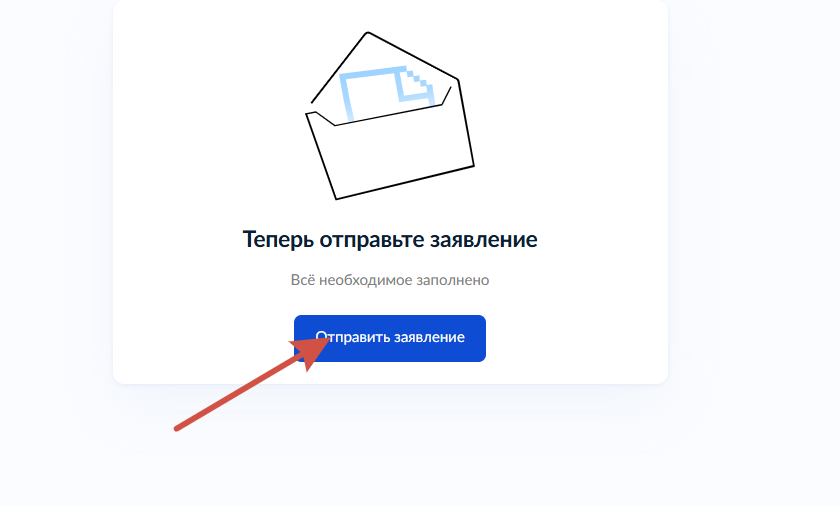 Теперь отправьте заявление
Всё необходимое заполнено
Отправить заявление